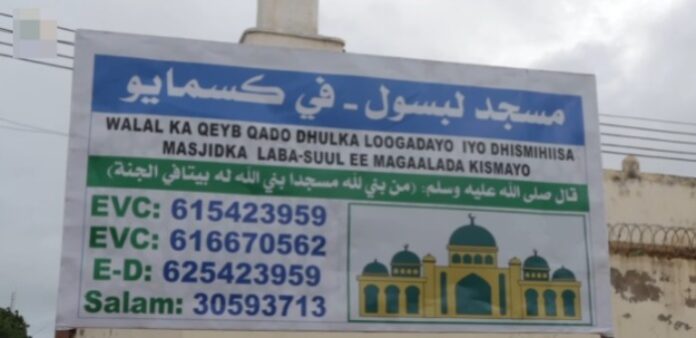 مسجد لبسول - في كسمايو
WALAL KA QEYB QADO DHULKA LOOGADAYO IYO DHISMIHIISA
MASJIDKA LABA-SUUL EE MAGAALADA KISMAYO
قال صلى الله عليه وسلم: (من بني لله مسجدا بني الله له بيتافي الجنة)
EVC: 615423959
EVC: 616670562
E-D: 625423959
Salam: 30593713